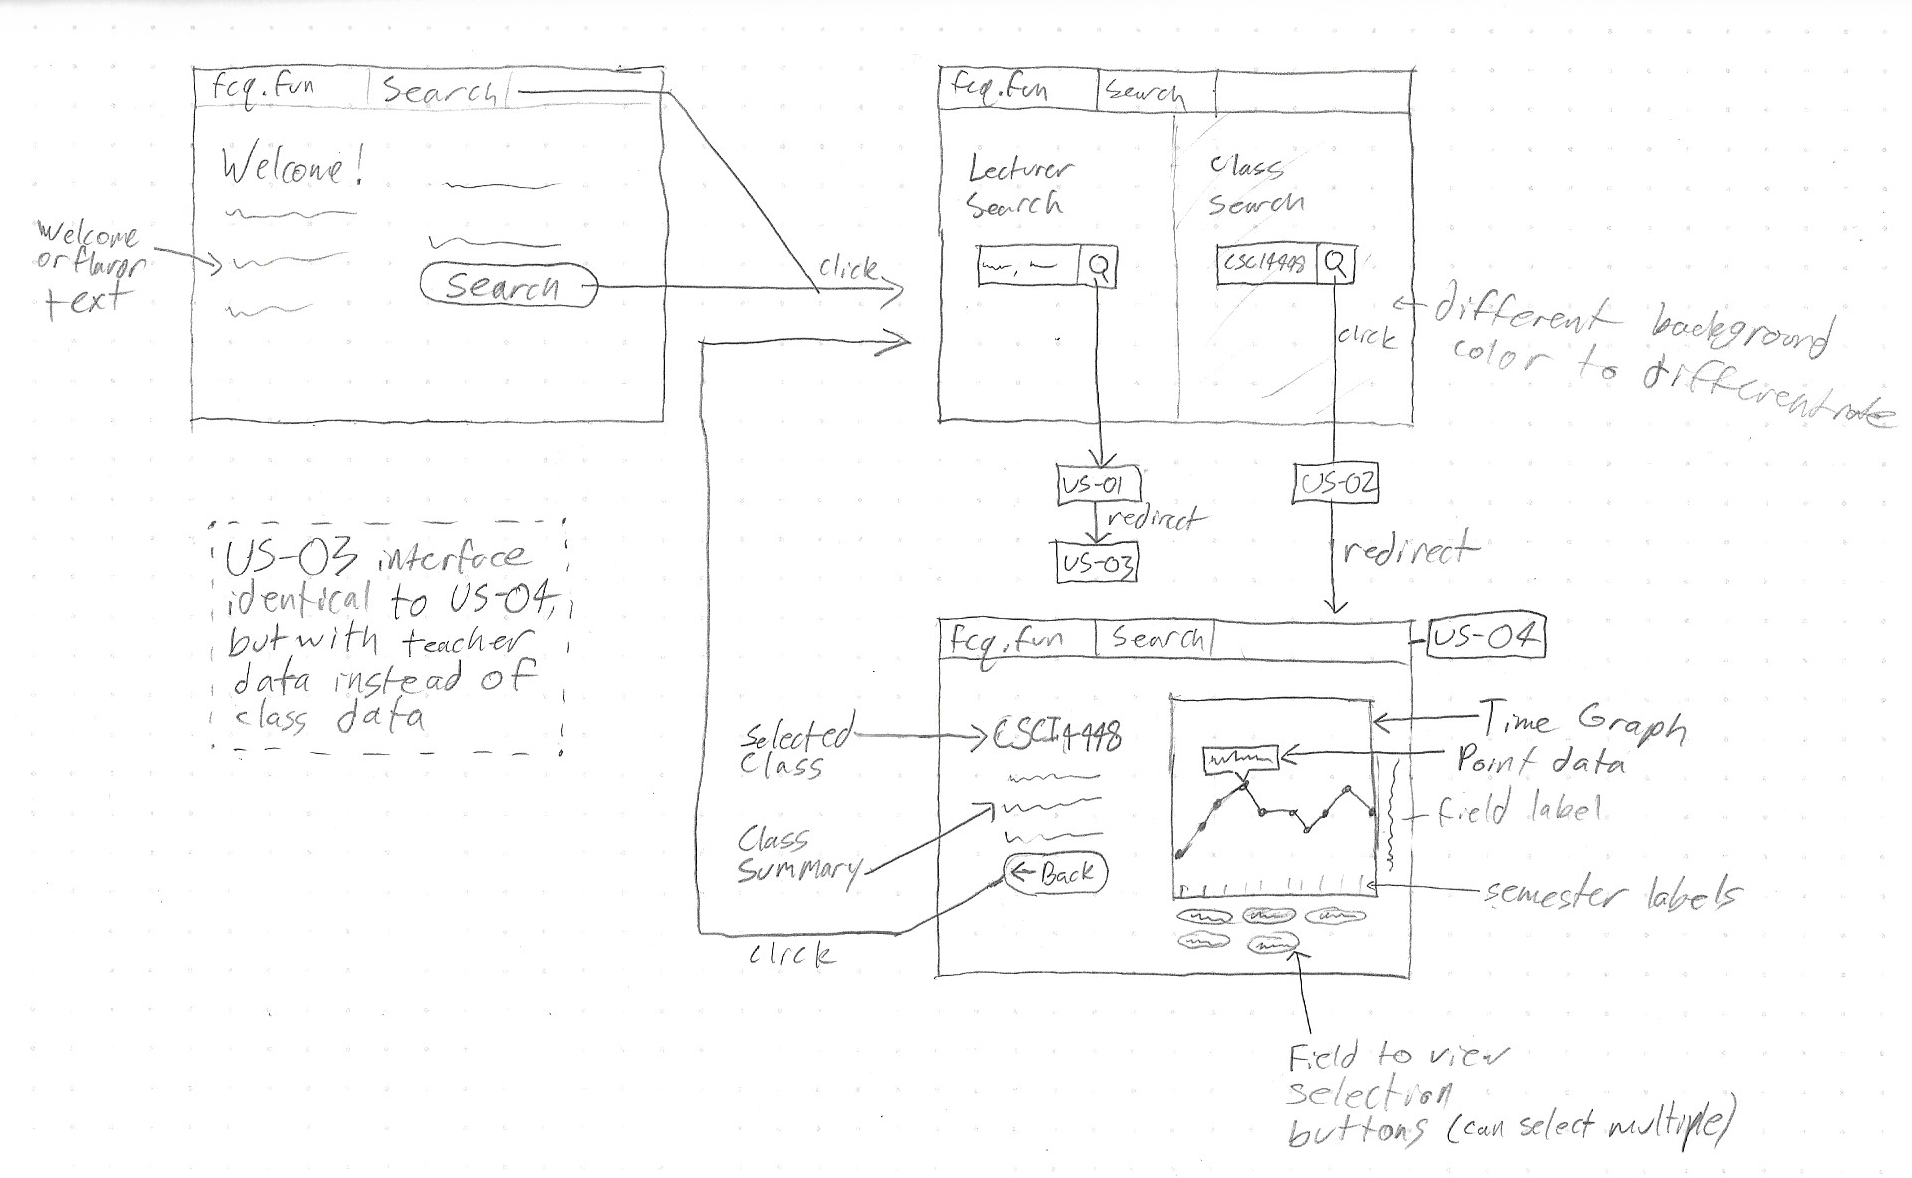 fcq.fun
Search
Welcome!
Search
Welcome
or flavor
text
click
fcq.fun
Search
Lecturer
Search
Class
Search
CSCI4448
click
different background
color to differentrate
US-01
redirect
US-03
US-02
redirect
US-03 interface
identical to US-04,
but with teacher
data instead of
class data
fcq.fun
Search
US-04
Selected
Class
CSCI4448
Class
Summary
← Back
click
Time Graph
Point data
field label
semester labels
Field to view
selection
buttons (can select multiple)